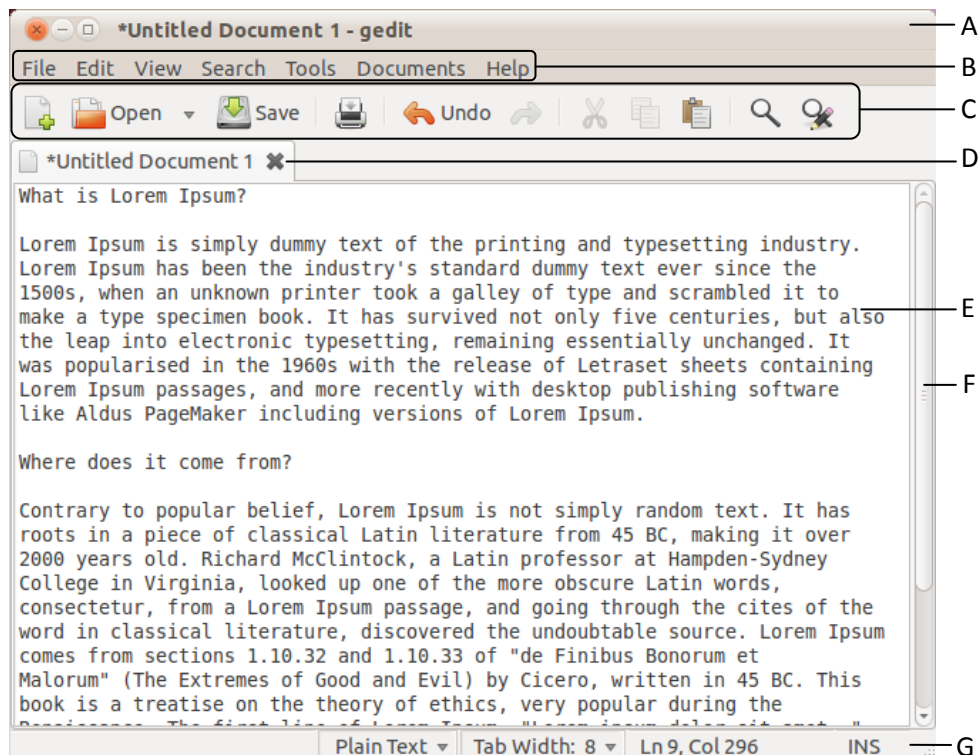 *Untitled Document 1 - gedit
A
File Edit View Search Tools Documents Help
B
Open Save Undo
C
*Untitled Document 1
D
What is Lorem Ipsum?
Lorem Ipsum is simply dummy text of the printing and typesetting industry.
Lorem Ipsum has been the industry's standard dummy text ever since the
1500s, when an unknown printer took a galley of type and scrambled it to
make a type specimen book. It has survived not only five centuries, but also
E
the leap into electronic typesetting, remaining essentially unchanged. It
was popularised in the 1960s with the release of Letraset sheets containing
Lorem Ipsum passages, and more recently with desktop publishing software
F
like Aldus PageMaker including versions of Lorem Ipsum.
Where does it come from?
Contrary to popular belief, Lorem Ipsum is not simply random text. It has
roots in a piece of classical Latin literature from 45 BC, making it over
2000 years old. Richard McClintock, a Latin professor at Hampden-Sydney
College in Virginia, looked up one of the more obscure Latin words,
consectetur, from a Lorem Ipsum passage, and going through the cites of the
word in classical literature, discovered the undoubtable source. Lorem Ipsum
comes from sections 1.10.32 and 1.10.33 of "de Finibus Bonorum et
Malorum" (The Extremes of Good and Evil) by Cicero, written in 45 BC. This
book is a treatise on the theory of ethics, very popular during the
Renaissance. The first line of Lorem Ipsum, "Lorem ipsum dolor sit amet.."
Plain Text Tab Width: 8 Ln 9, Col 296 INS
G